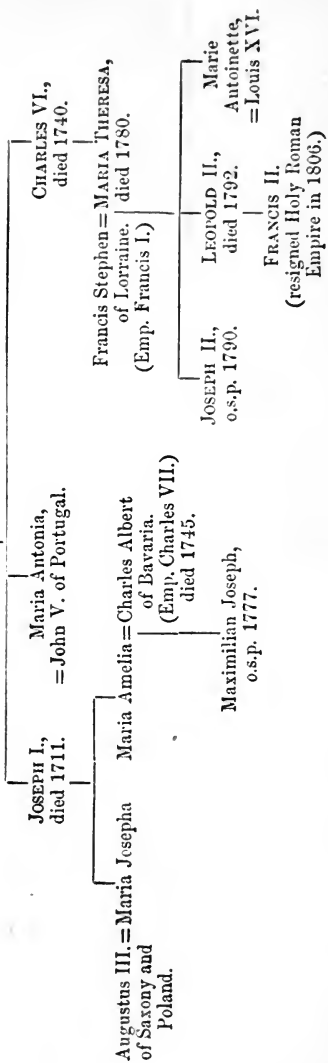 JOSEPH I.,
died 1711.
Maria Antonia,
=John V. of Portugal.
CHARLES VI.,
died 1740.
Augustus III.=Maria Josepha
of Saxony and
Poland.
Maria Amelia=Charles Albert
of Bavaria.
(Emp. Charles VII.)
died 1745.
Francis Stephen=MARIA THERESA,
of Lorraine. died 1780.
(Emp. Francis I.)
Maximilian Joseph,
o.s.p. 1777.
JOSEPH II.,
o.s.p. 1790.
LEOPOLD II.,
died 1792.
Marie
Antoinette,
=Louis XVI.
FRANCIS II.
(resigned Holy Roman
Empire in 1806.)